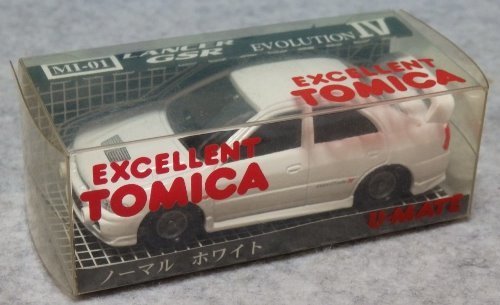 MI-01
LANCER
GSR
EVOLUTION IV
EXCELLENT
TOMICA
EXCELLENT
TOMICA
U-MATE
ノーマル ホワイト